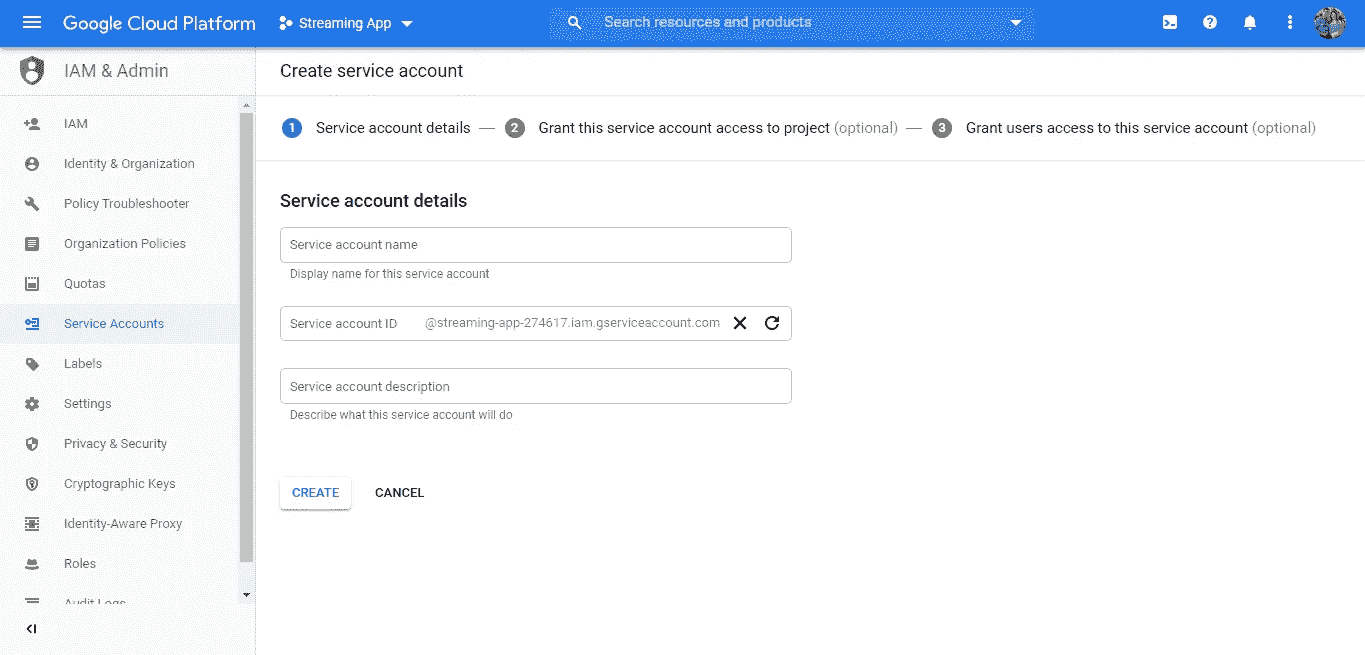 Google Cloud Platform
Streaming App
Search resources and products
IAM & Admin
Create service account
IAM
Identity & Organization
Policy Troubleshooter
Organization Policies
Quotas
Service Accounts
Labels
Settings
Privacy & Security
Cryptographic Keys
Identity-Aware Proxy
Roles
Audit Logs
1 Service account details — 2 Grant this service account access to project (optional) — 3 Grant users access to this service account (optional)
Service account details
Service account name
Display name for this service account
Service account ID @streaming-app-274617.iam.gserviceaccount.com
Service account description
Describe what this service account will do
CREATE CANCEL